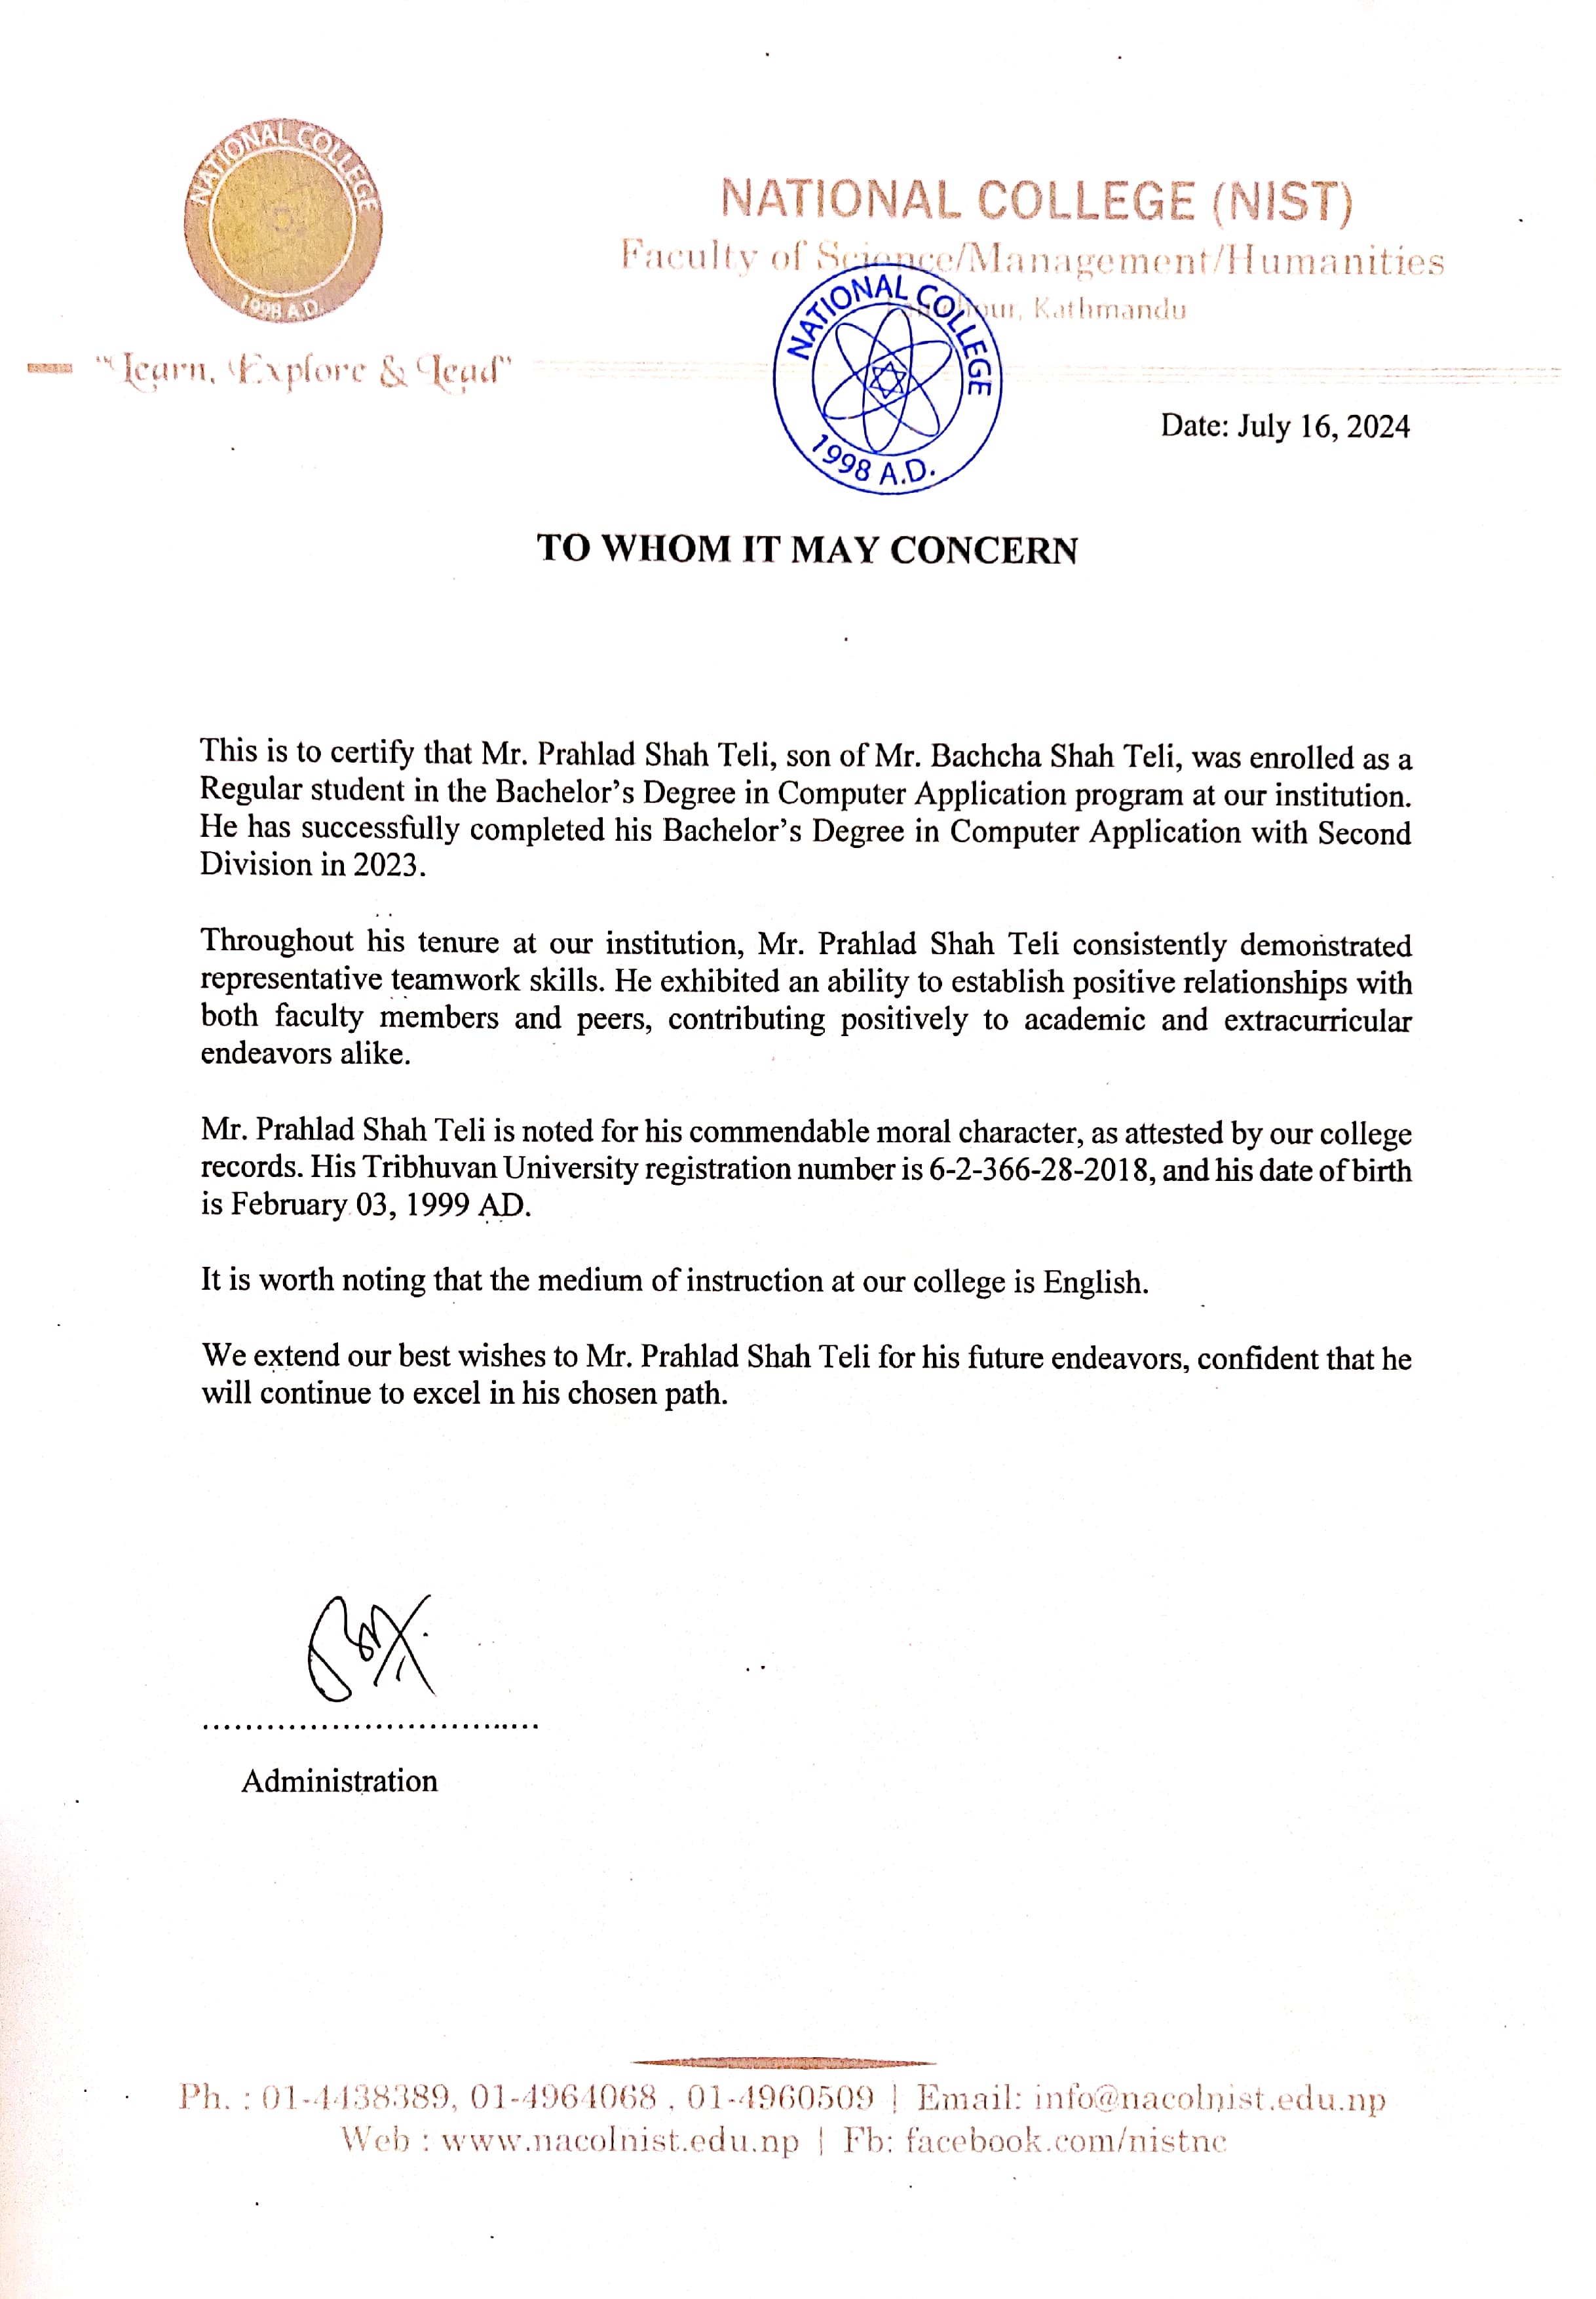 NATIONAL COLLEGE
1998 A.D.
NATIONAL COLLEGE (NIST)
Faculty of Science/Management/Humanities
Kathmandu
"Learn, Explore & Lead"
NATIONAL COLLEGE
1998 A.D.
Date: July 16, 2024
TO WHOM IT MAY CONCERN
This is to certify that Mr. Prahlad Shah Teli, son of Mr. Bachcha Shah Teli, was enrolled as a
Regular student in the Bachelor's Degree in Computer Application program at our institution.
He has successfully completed his Bachelor's Degree in Computer Application with Second
Division in 2023.
Throughout his tenure at our institution, Mr. Prahlad Shah Teli consistently demonstrated
representative teamwork skills. He exhibited an ability to establish positive relationships with
both faculty members and peers, contributing positively to academic and extracurricular
endeavors alike.
Mr. Prahlad Shah Teli is noted for his commendable moral character, as attested by our college
records. His Tribhuvan University registration number is 6-2-366-28-2018, and his date of birth
is February 03, 1999 AD.
It is worth noting that the medium of instruction at our college is English.
We extend our best wishes to Mr. Prahlad Shah Teli for his future endeavors, confident that he
will continue to excel in his chosen path.
Administration
Ph. : 01-4438389, 01-4964068 , 01-4960509 | Email: info@nacolnist.edu.np
Web : www.nacolnist.edu.np | Fb: facebook.com/nistnc